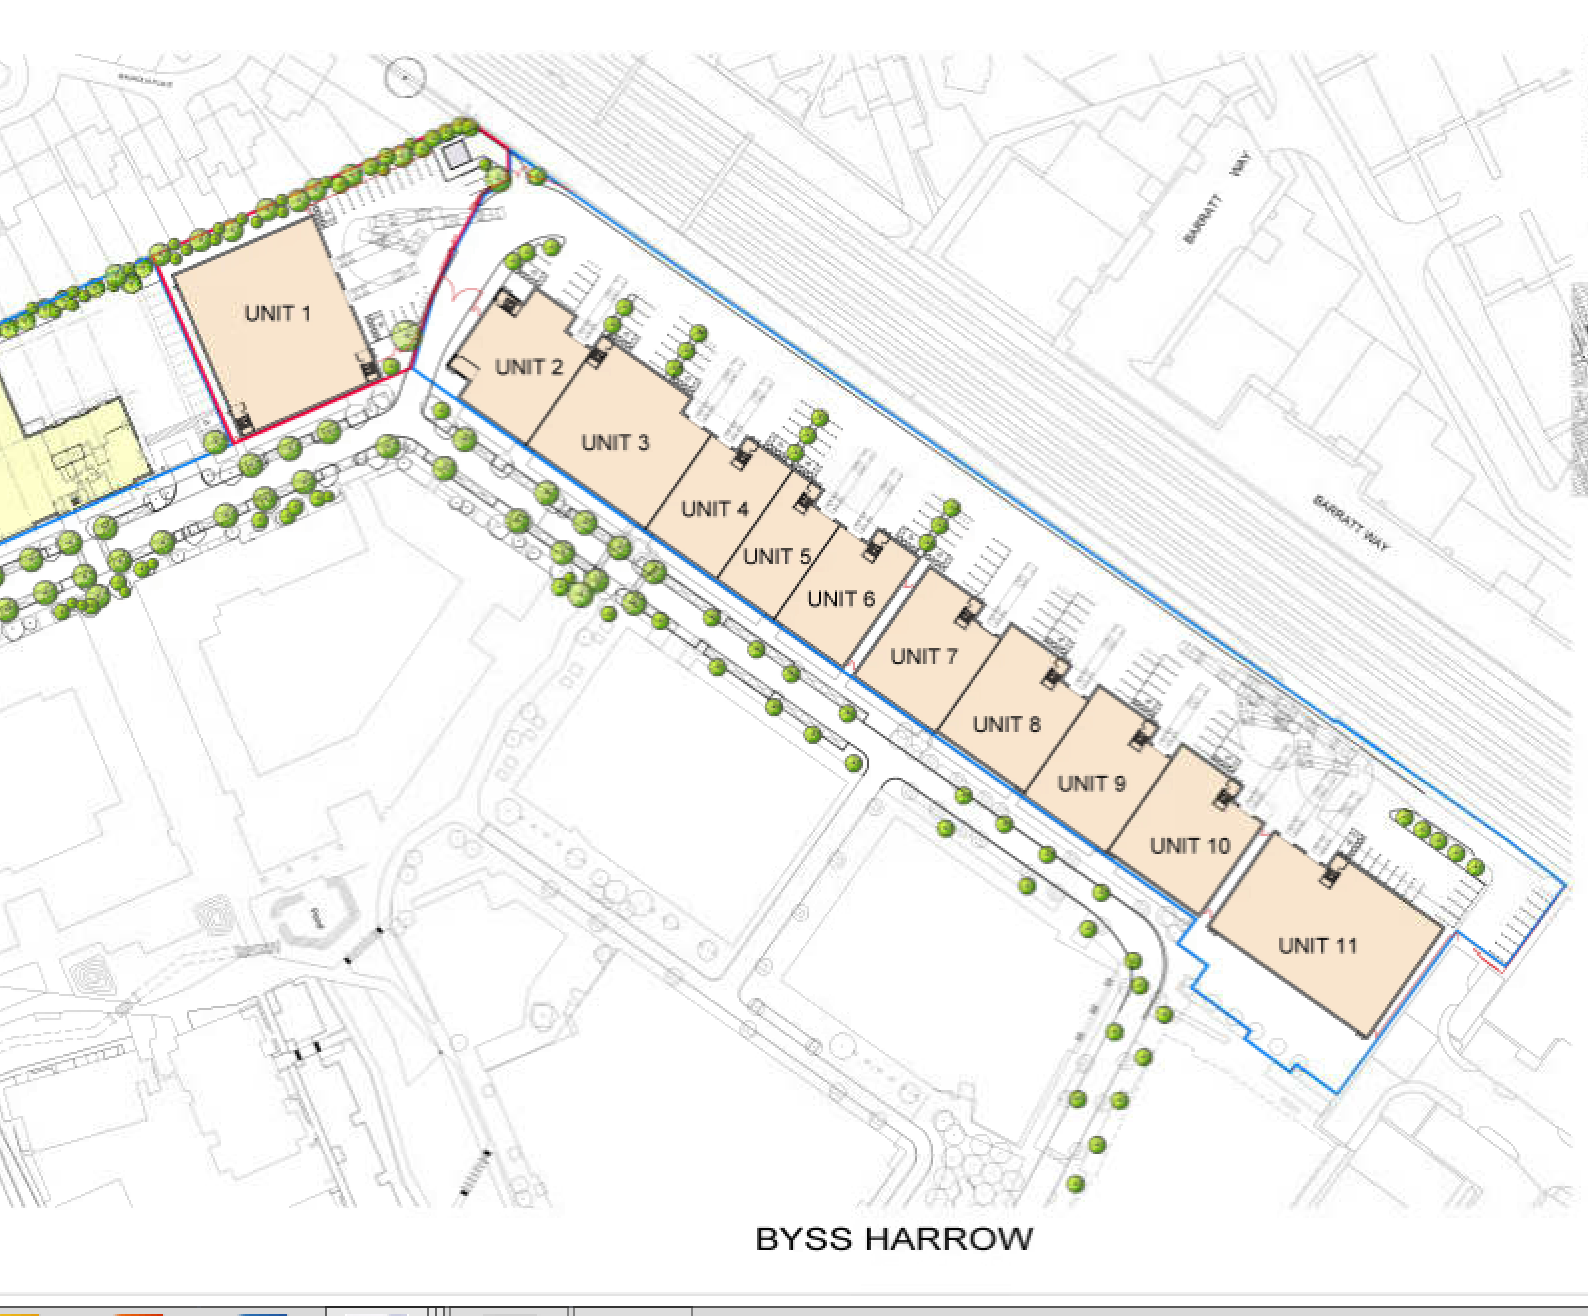 BARRATT WAY
UNIT 1
UNIT 2
UNIT 3
UNIT 4
BARRATT WAY
UNIT 5
UNIT 6
UNIT 7
UNIT 8
UNIT 9
UNIT 10
UNIT 11
BYSS HARROW